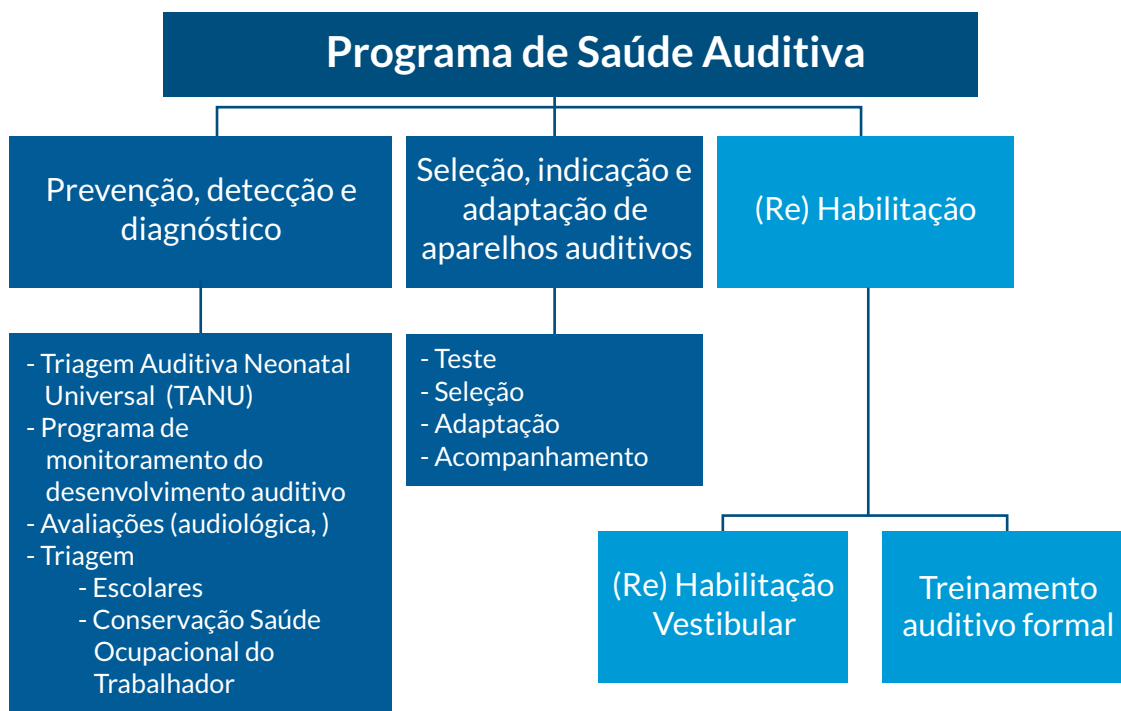 Programa de Saúde Auditiva
Prevenção, detecção e
diagnóstico
Seleção, indicação e
adaptação de
aparelhos auditivos
(Re) Habilitação
- Triagem Auditiva Neonatal
Universal (TANU)
- Programa de
monitoramento do
desenvolvimento auditivo
- Avaliações (audiológica, )
- Triagem
- Escolares
- Conservação Saúde
Ocupacional do
Trabalhador
- Teste
- Seleção
- Adaptação
- Acompanhamento
(Re) Habilitação
Vestibular
Treinamento
auditivo formal